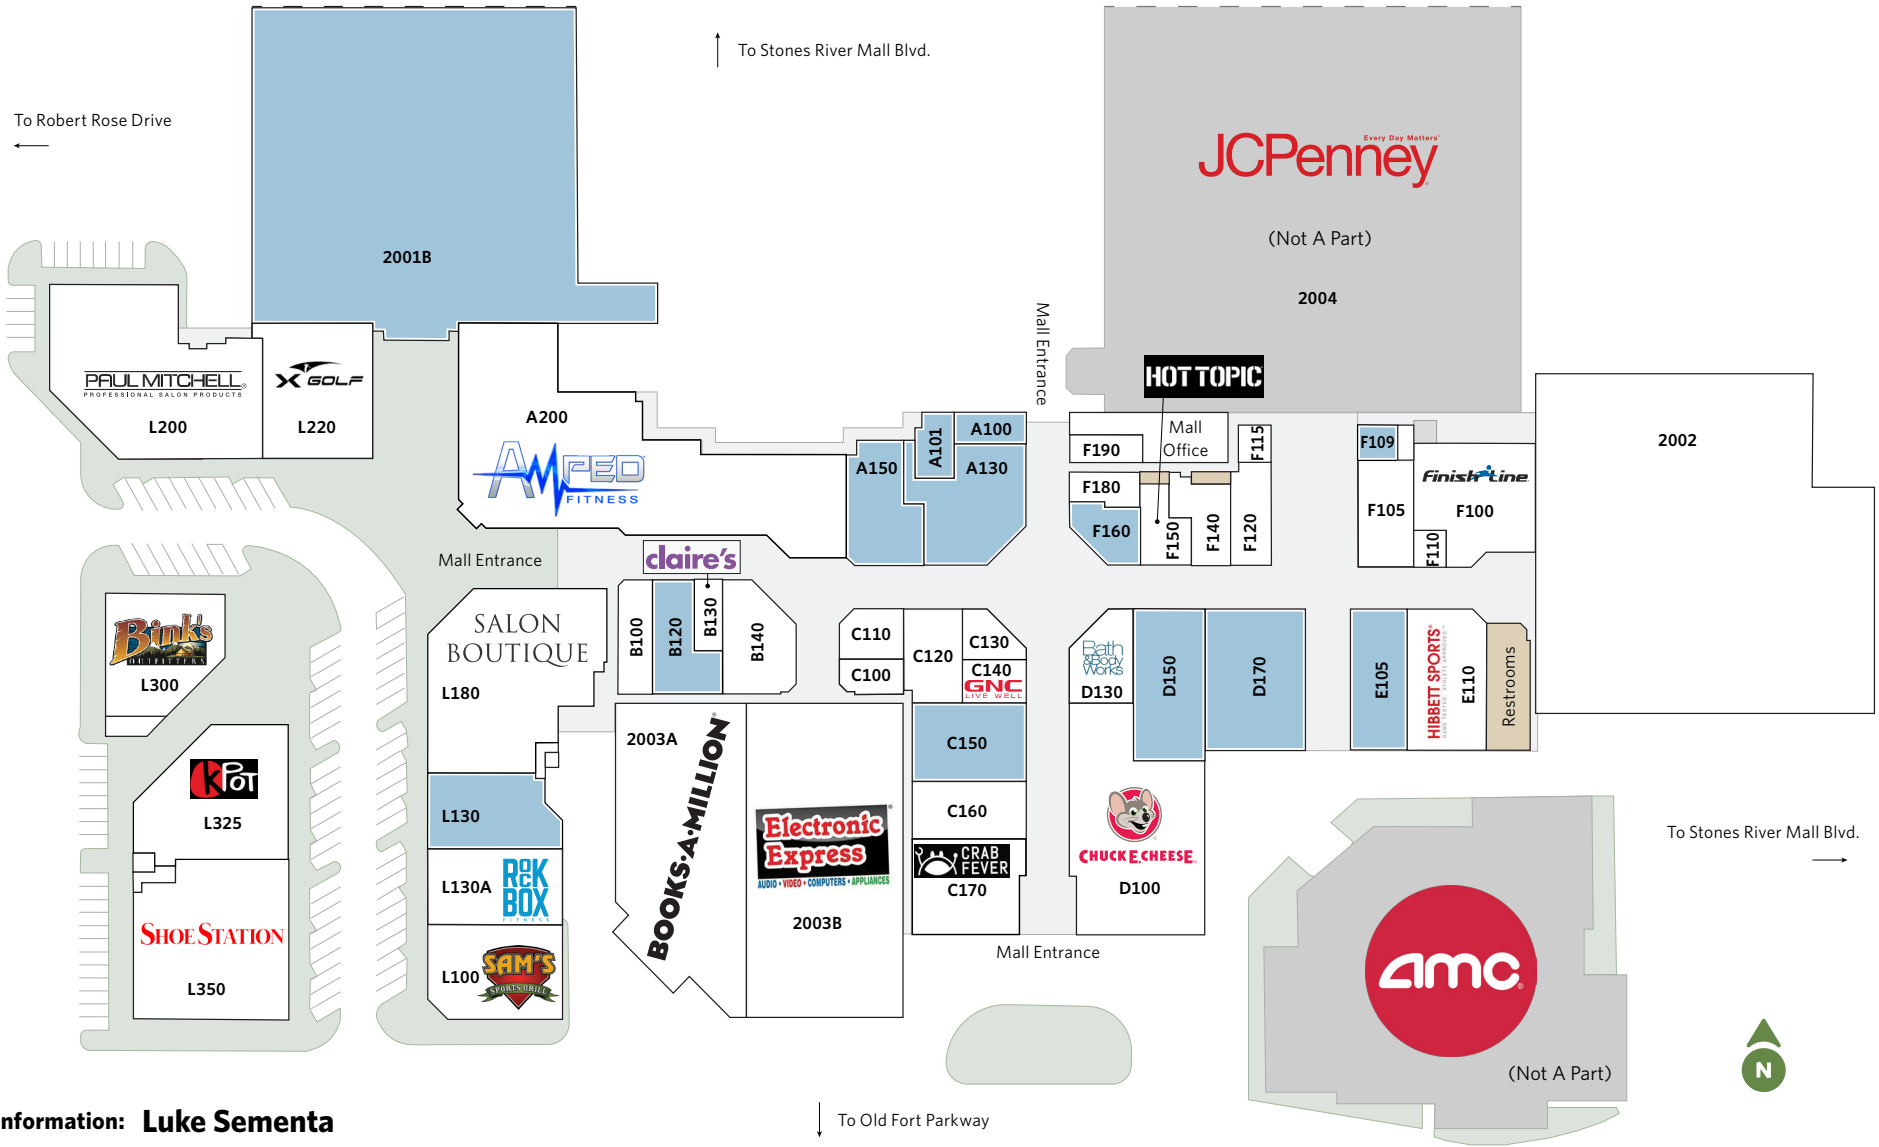 To Stones River Mall Blvd.
To Robert Rose Drive
Every Day Matters
JCPenney
(Not A Part)
2004
2001B
Mall Entrance
HOT TOPIC
PAUL MITCHELL
PROFESSIONAL SALON PRODUCTS
L200
X GOLF
L220
A200
AMPED
FITNESS
A150
A101
A100
A130
F190
Mall
Office
F115
F180
F160
F150
F140
F120
F109
F105
Finish Line
F100
F110
2002
Mall Entrance
claire's
Bink's
OUTFITTERS
L300
SALON
BOUTIQUE
L180
B100
B120
B130
B140
C110
C100
C120
C130
C140
GNC
LIVE WELL
Bath
& Body
Works
D130
D150
D170
E105
HIBBETT SPORTS
E110
Restrooms
KPOT
L325
2003A
BOOKS·A·MILLION
Electronic
Express
AUDIO • VIDEO • COMPUTERS • APPLIANCES
2003B
C150
C160
CRAB
FEVER
C170
CHUCK E. CHEESE
D100
L130
L130A
ROCK
BOX
FITNESS
SHOE STATION
L350
L100
SAM'S
SPORTS GRILL
Mall Entrance
To Stones River Mall Blvd.
amc
(Not A Part)
N
To Old Fort Parkway
nformation: Luke Sementa